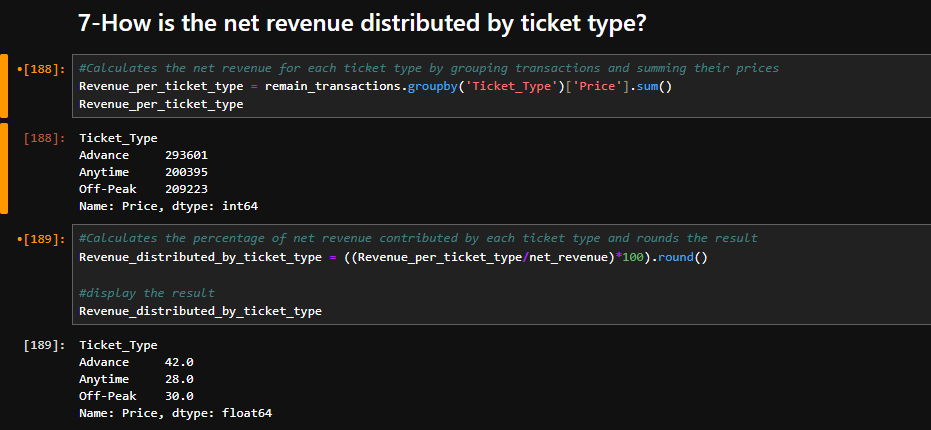 7-How is the net revenue distributed by ticket type?
•[188]: #Calculates the net revenue for each ticket type by grouping transactions and summing their prices
Revenue_per_ticket_type = remain_transactions.groupby('Ticket_Type')['Price'].sum()
Revenue_per_ticket_type
[188]: Ticket_Type
Advance 293601
Anytime 200395
Off-Peak 209223
Name: Price, dtype: int64
•[189]: #Calculates the percentage of net revenue contributed by each ticket type and rounds the result
Revenue_distributed_by_ticket_type = ((Revenue_per_ticket_type/net_revenue)*100).round()
#display the result
Revenue_distributed_by_ticket_type
[189]: Ticket_Type
Advance 42.0
Anytime 28.0
Off-Peak 30.0
Name: Price, dtype: float64